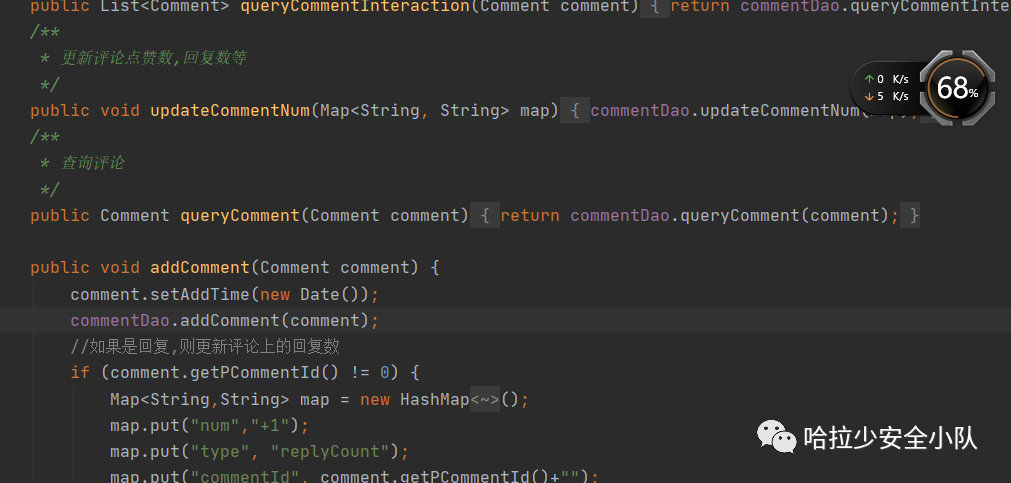 public List<Comment> queryCommentInteraction(Comment comment) { return commentDao.queryCommentInte
/**
* 更新评论点赞数,回复数等
*/
public void updateCommentNum(Map<String, String> map) { commentDao.updateCommentNum(map);
/**
* 查询评论
*/
public Comment queryComment(Comment comment) { return commentDao.queryComment(comment); }
public void addComment(Comment comment) {
comment.setAddTime(new Date());
commentDao.addComment(comment);
//如果是回复,则更新评论上的回复数
if (comment.getPCommentId() != 0) {
Map<String,String> map = new HashMap<~>();
map.put("num","+1");
map.put("type", "replyCount");
map.put("commentId", comment.getPCommentId()+"");
↑ 0 K/s
↓ 5 K/s
68%
哈拉少安全小队